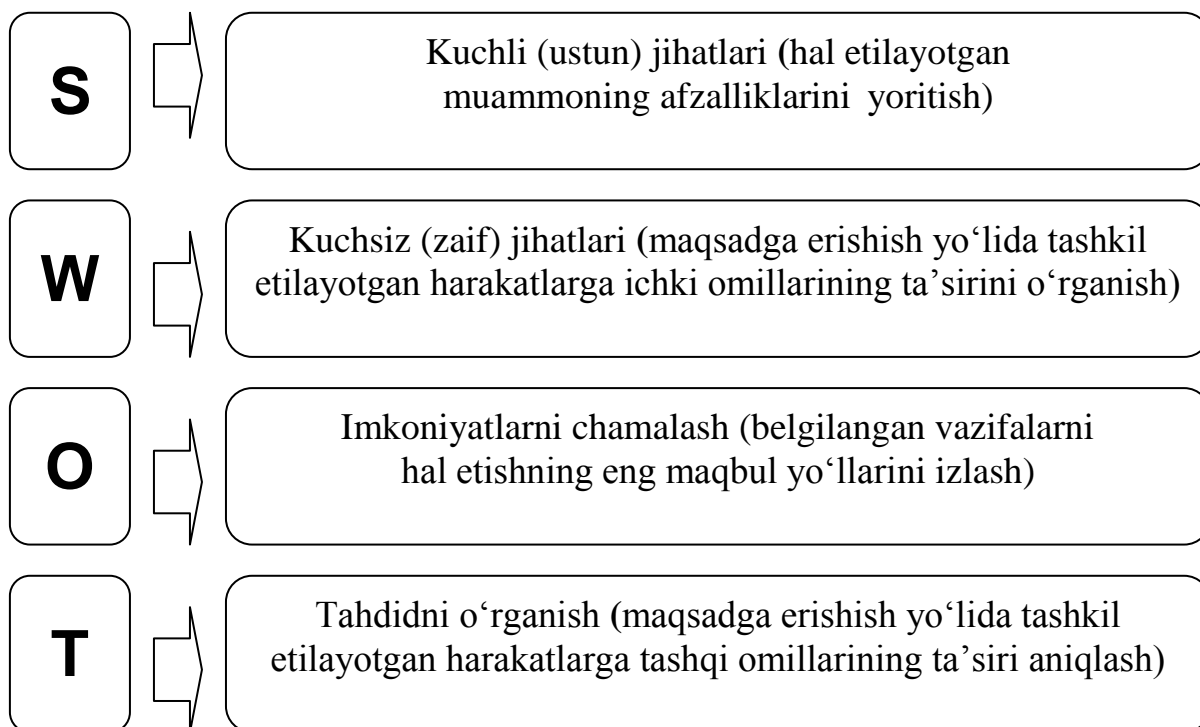 S
Kuchli (ustun) jihatlari (hal etilayotgan
muammoning afzalliklarini yoritish)
W
Kuchsiz (zaif) jihatlari (maqsadga erishish yo‘lida tashkil
etilayotgan harakatlarga ichki omillarining ta’sirini o‘rganish)
O
Imkoniyatlarni chamalash (belgilangan vazifalarni
hal etishning eng maqbul yo‘llarini izlash)
T
Tahdidni o‘rganish (maqsadga erishish yo‘lida tashkil
etilayotgan harakatlarga tashqi omillarining ta’siri aniqlash)